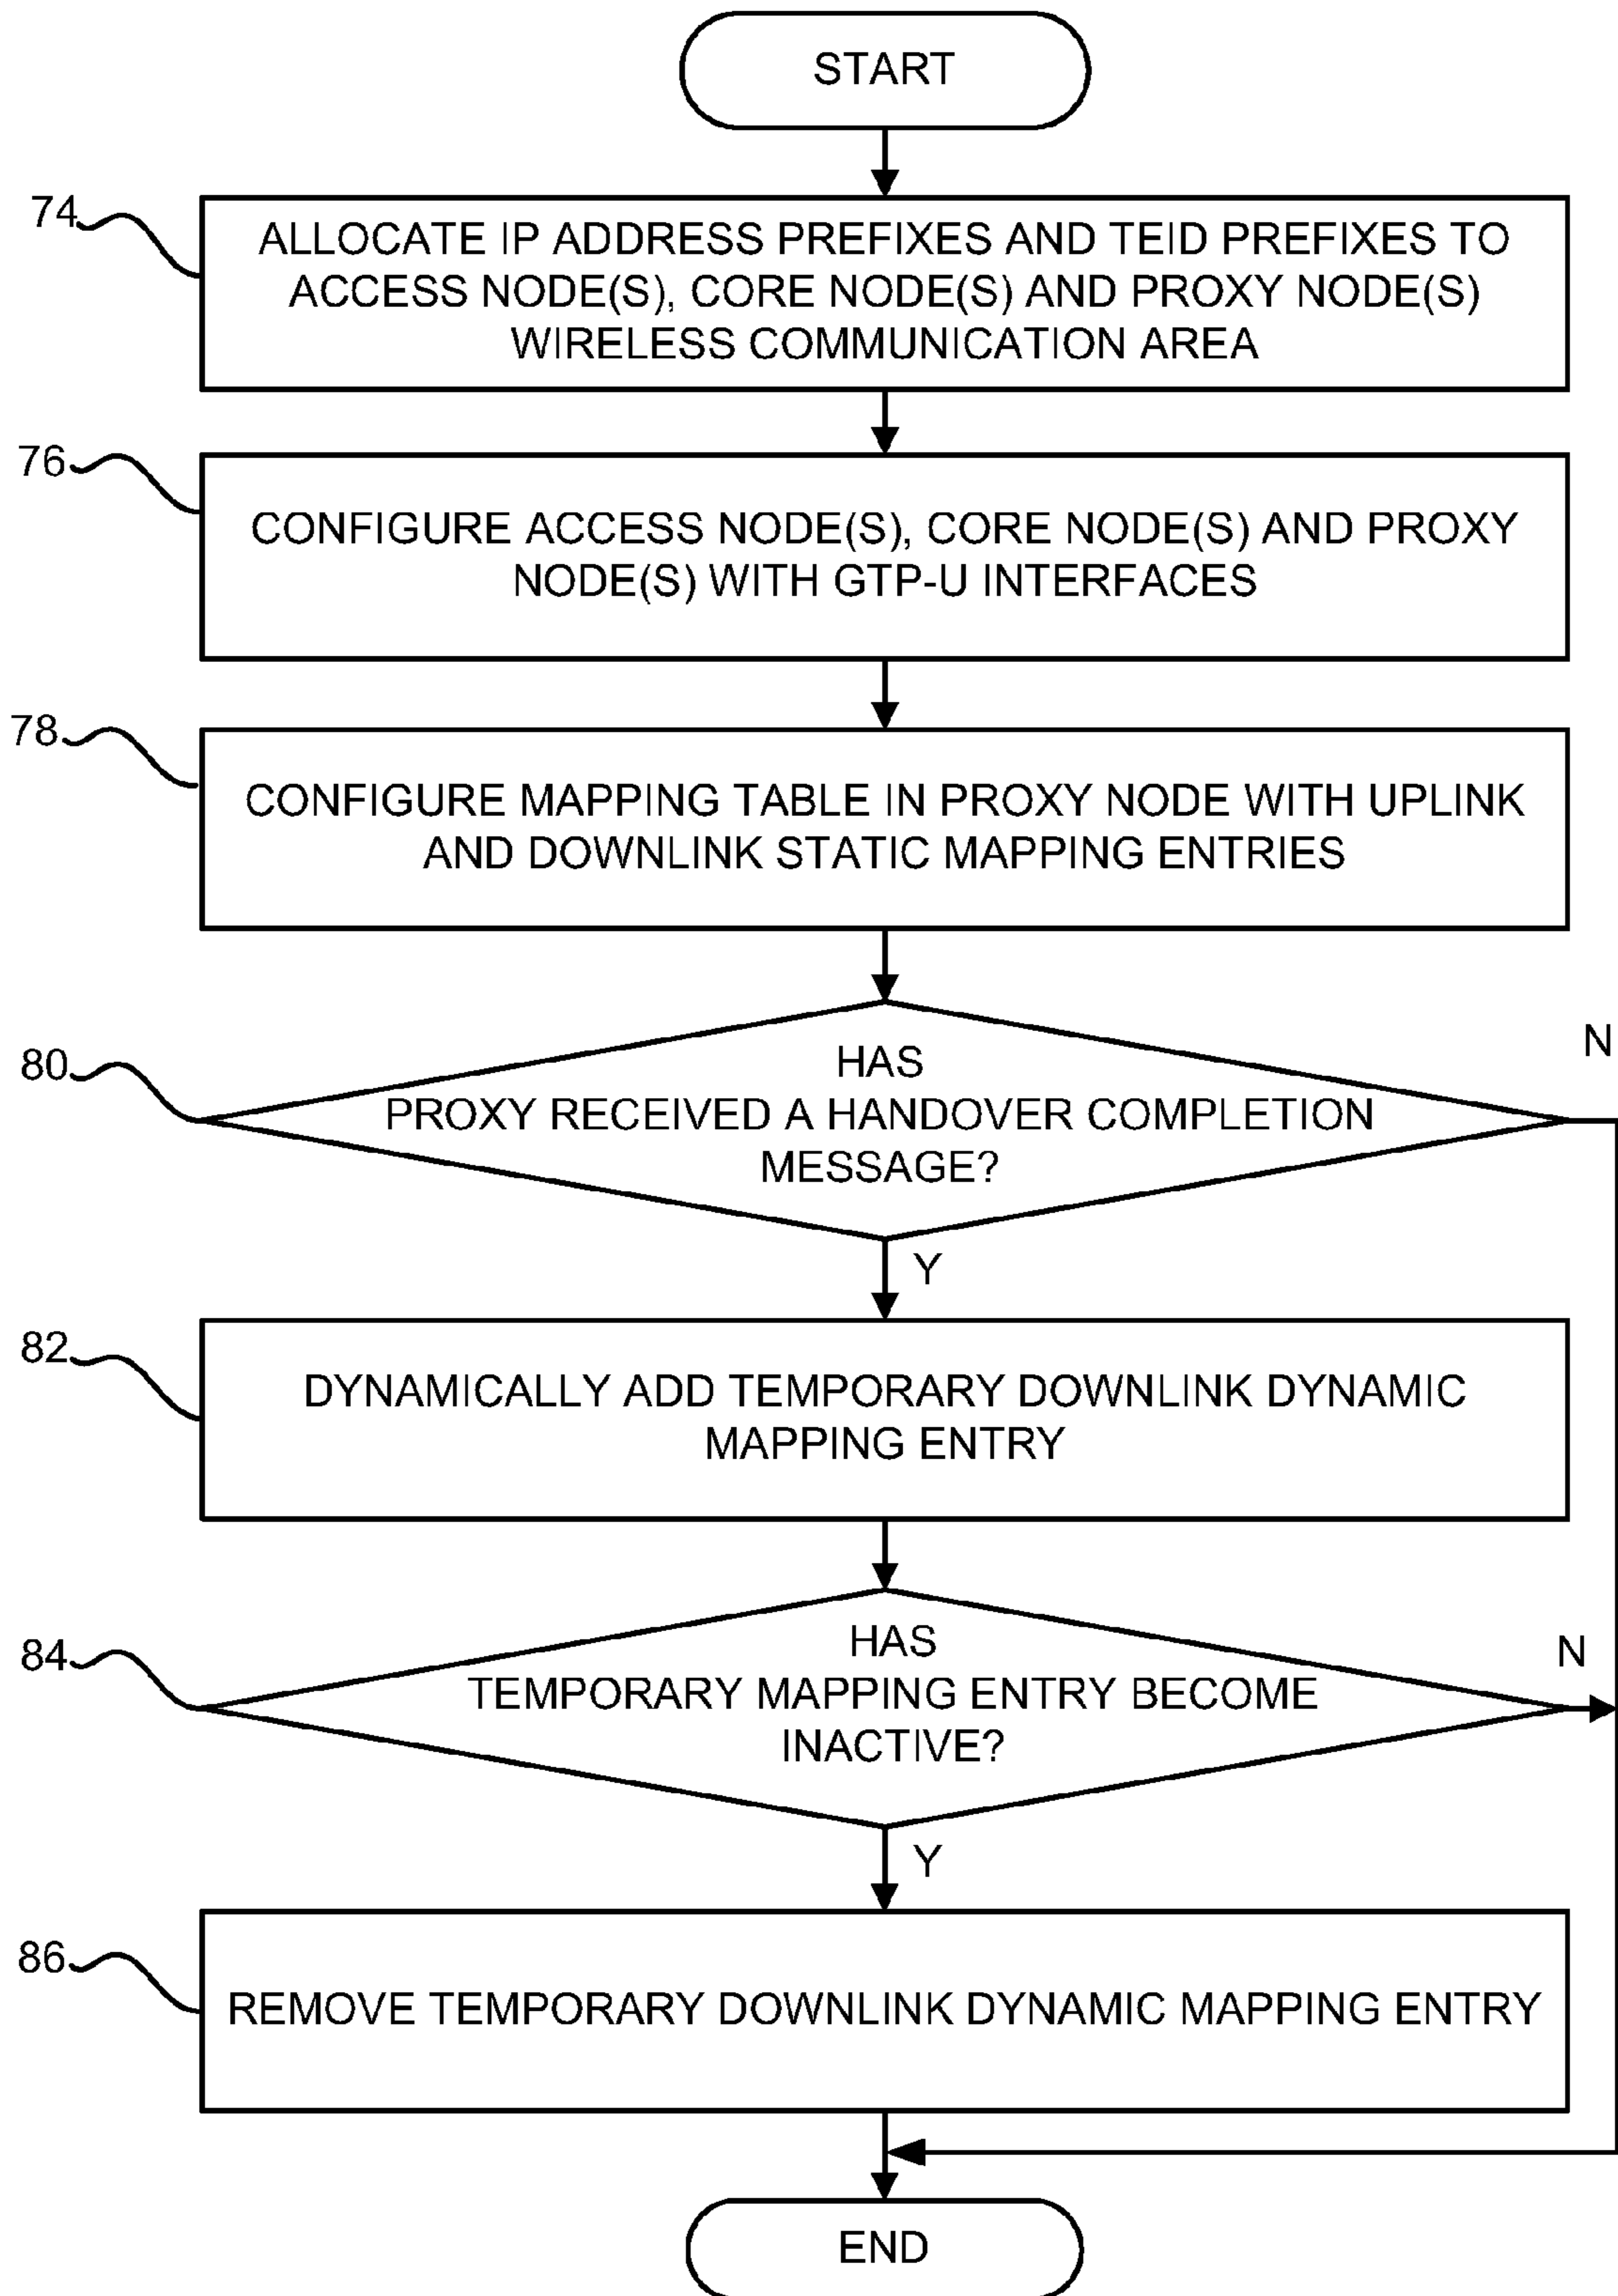 START
74
ALLOCATE IP ADDRESS PREFIXES AND TEID PREFIXES TO
ACCESS NODE(S), CORE NODE(S) AND PROXY NODE(S)
WIRELESS COMMUNICATION AREA
76
CONFIGURE ACCESS NODE(S), CORE NODE(S) AND PROXY
NODE(S) WITH GTP-U INTERFACES
78
CONFIGURE MAPPING TABLE IN PROXY NODE WITH UPLINK
AND DOWNLINK STATIC MAPPING ENTRIES
80
HAS
PROXY RECEIVED A HANDOVER COMPLETION
MESSAGE?
N
Y
82
DYNAMICALLY ADD TEMPORARY DOWNLINK DYNAMIC
MAPPING ENTRY
84
HAS
TEMPORARY MAPPING ENTRY BECOME
INACTIVE?
N
Y
86
REMOVE TEMPORARY DOWNLINK DYNAMIC MAPPING ENTRY
END